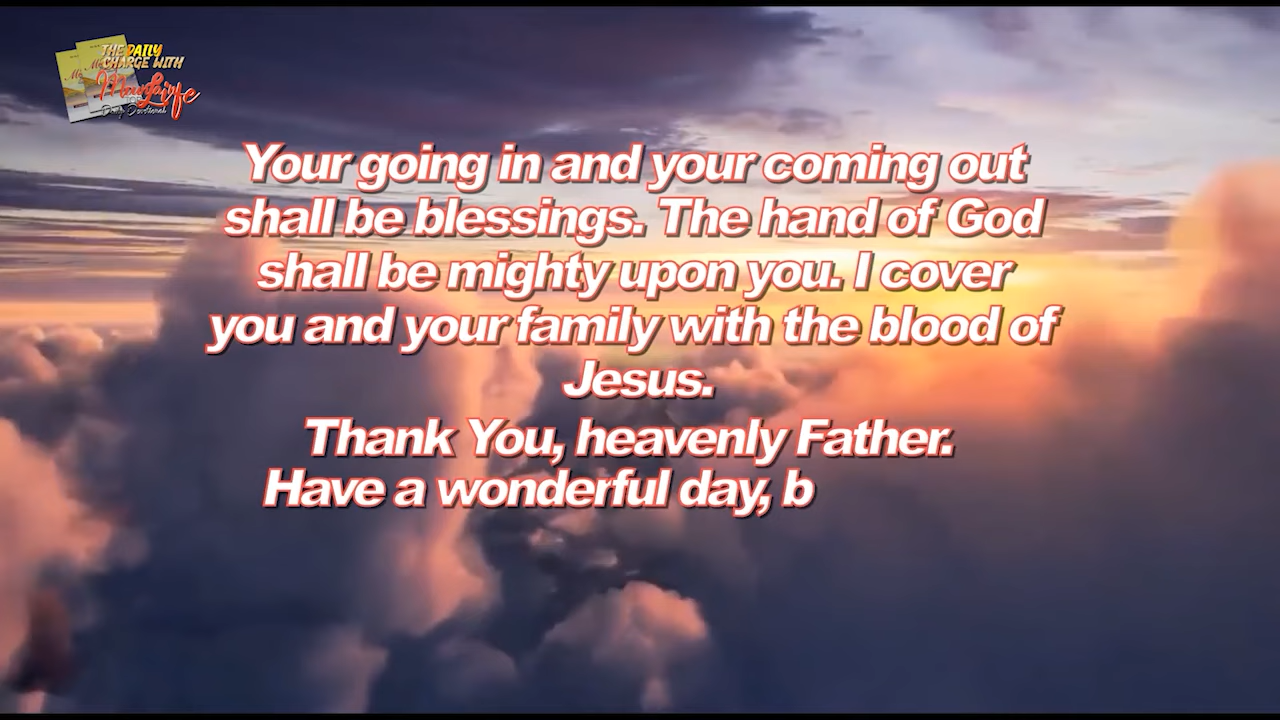 THE DAILY
CHARGE WITH
Daily Devotional
Your going in and your coming out
shall be blessings. The hand of God
shall be mighty upon you. I cover
you and your family with the blood of
Jesus.
Thank You, heavenly Father.
Have a wonderful day, b